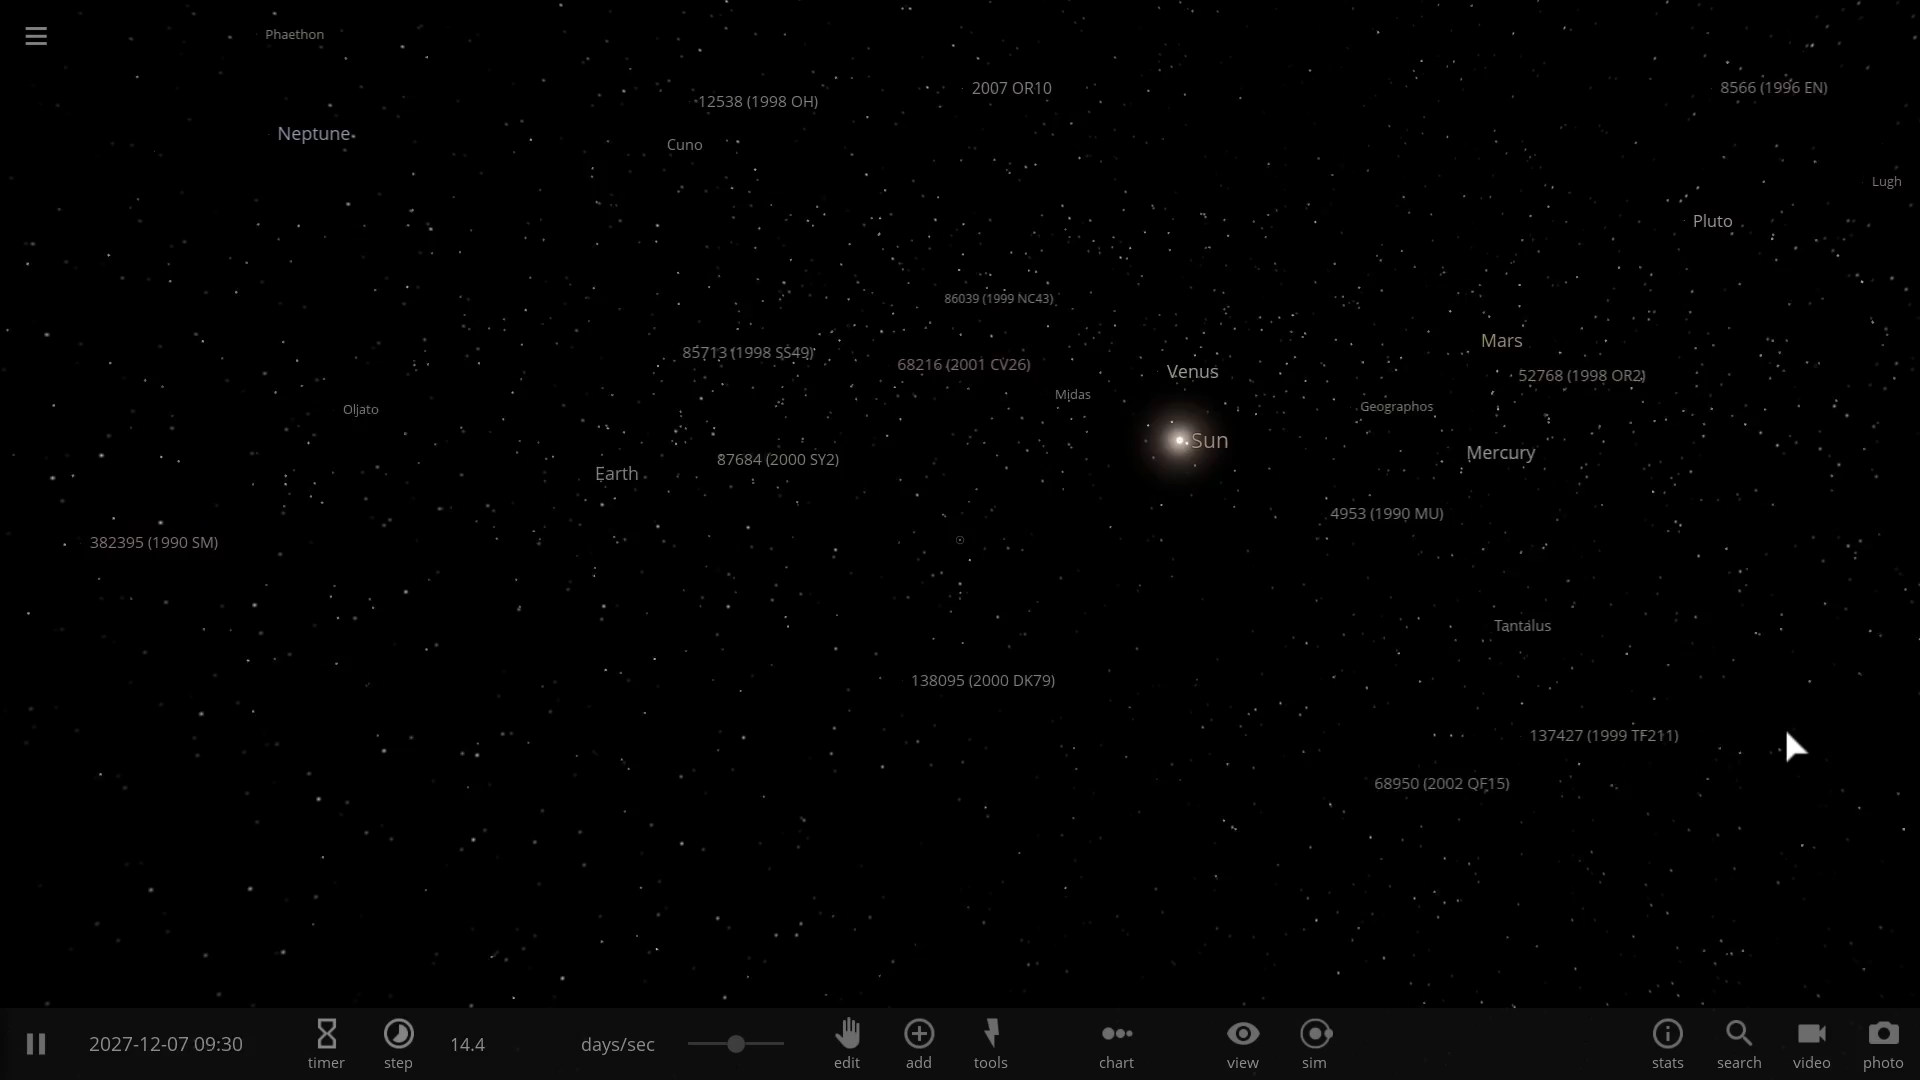 Phaethon
2007 OR10
8566 (1996 EN)
12538 (1998 OH)
Neptune
Cuno
Lugh
Pluto
86039 (1999 NC43)
Mars
85713 (1998 SS49)
68216 (2001 CV26)
Venus
52768 (1998 OR2)
Midas
Geographos
Oljato
Sun
Mercury
87684 (2000 SY2)
Earth
4953 (1990 MU)
382395 (1990 SM)
Tantalus
138095 (2000 DK79)
137427 (1999 TF211)
68950 (2002 QF15)
2027-12-07 09:30
timer
step
14.4
days/sec
edit
add
tools
chart
view
sim
stats
search
video
photo